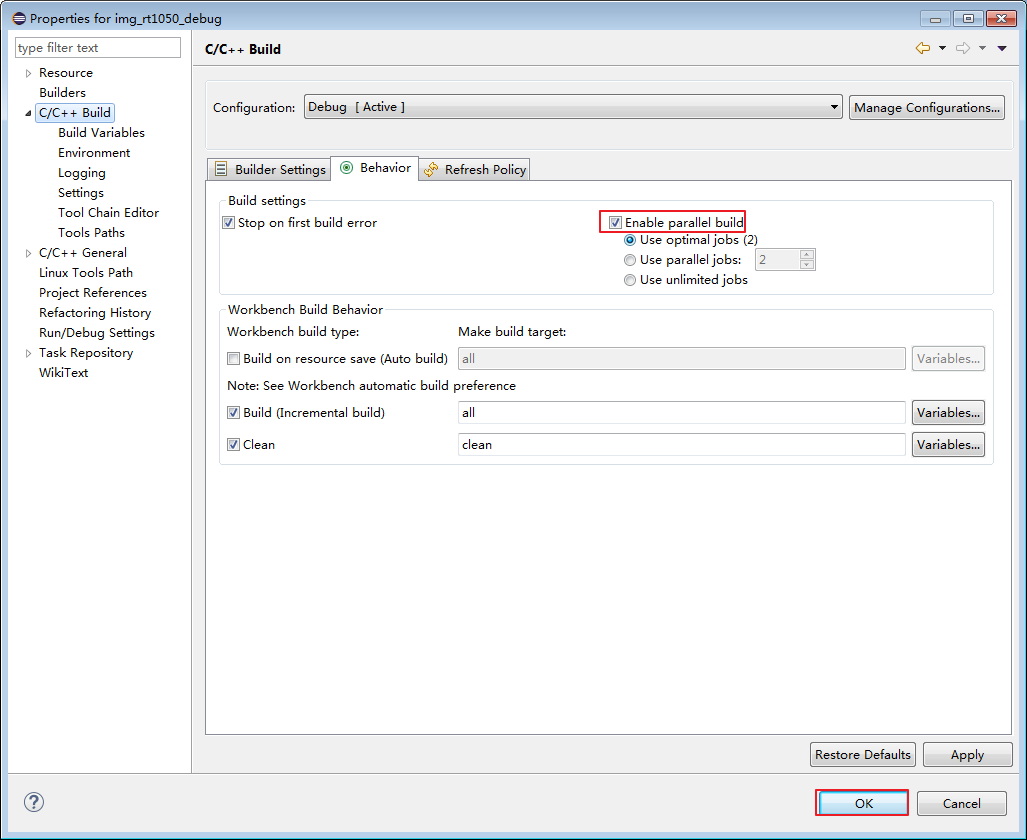 Properties for img_rt1050_debug
type filter text
Resource
Builders
C/C++ Build
Build Variables
Environment
Logging
Settings
Tool Chain Editor
Tools Paths
C/C++ General
Linux Tools Path
Project References
Refactoring History
Run/Debug Settings
Task Repository
WikiText
C/C++ Build
Configuration: Debug [ Active ] Manage Configurations...
Builder Settings Behavior Refresh Policy
Build settings
Stop on first build error Enable parallel build
Use optimal jobs (2)
Use parallel jobs: 2
Use unlimited jobs
Workbench Build Behavior
Workbench build type: Make build target:
Build on resource save (Auto build) all Variables...
Note: See Workbench automatic build preference
Build (Incremental build) all Variables...
Clean clean Variables...
Restore Defaults Apply
? OK Cancel